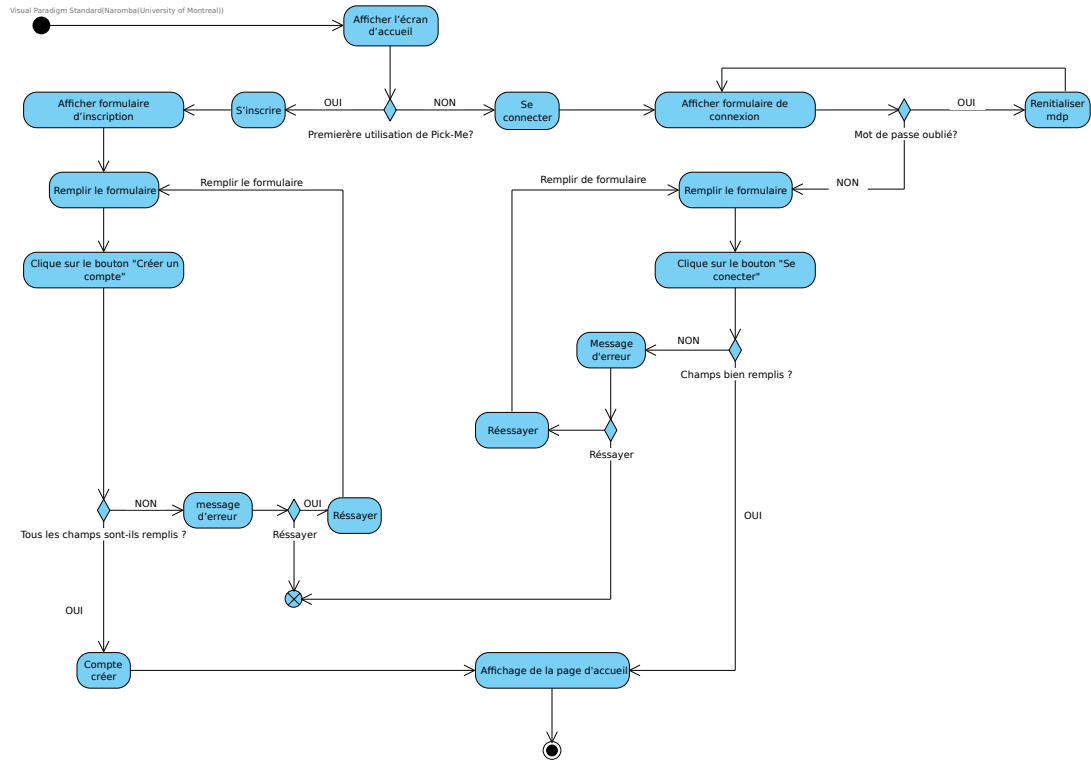 Visual Paradigm Standard(Naromba(University of Montreal))
Afficher l'écran
d'accueil
Afficher formulaire
d'inscription
S'inscrire
OUI
NON
Premierère utilisation de Pick-Me?
Se
connecter
Afficher formulaire de
connexion
OUI
Mot de passe oublié?
Renitialiser
mdp
NON
Remplir le formulaire
Remplir le formulaire
Remplir de formulaire
Remplir le formulaire
Clique sur le bouton "Créer un
compte"
Clique sur le bouton "Se
conecter"
Message
d'erreur
NON
Champs bien remplis ?
Réessayer
Réssayer
NON
message
d'erreur
OUI
Réssayer
Tous les champs sont-ils remplis ?
Réssayer
OUI
OUI
Compte
créer
Affichage de la page d'accueil